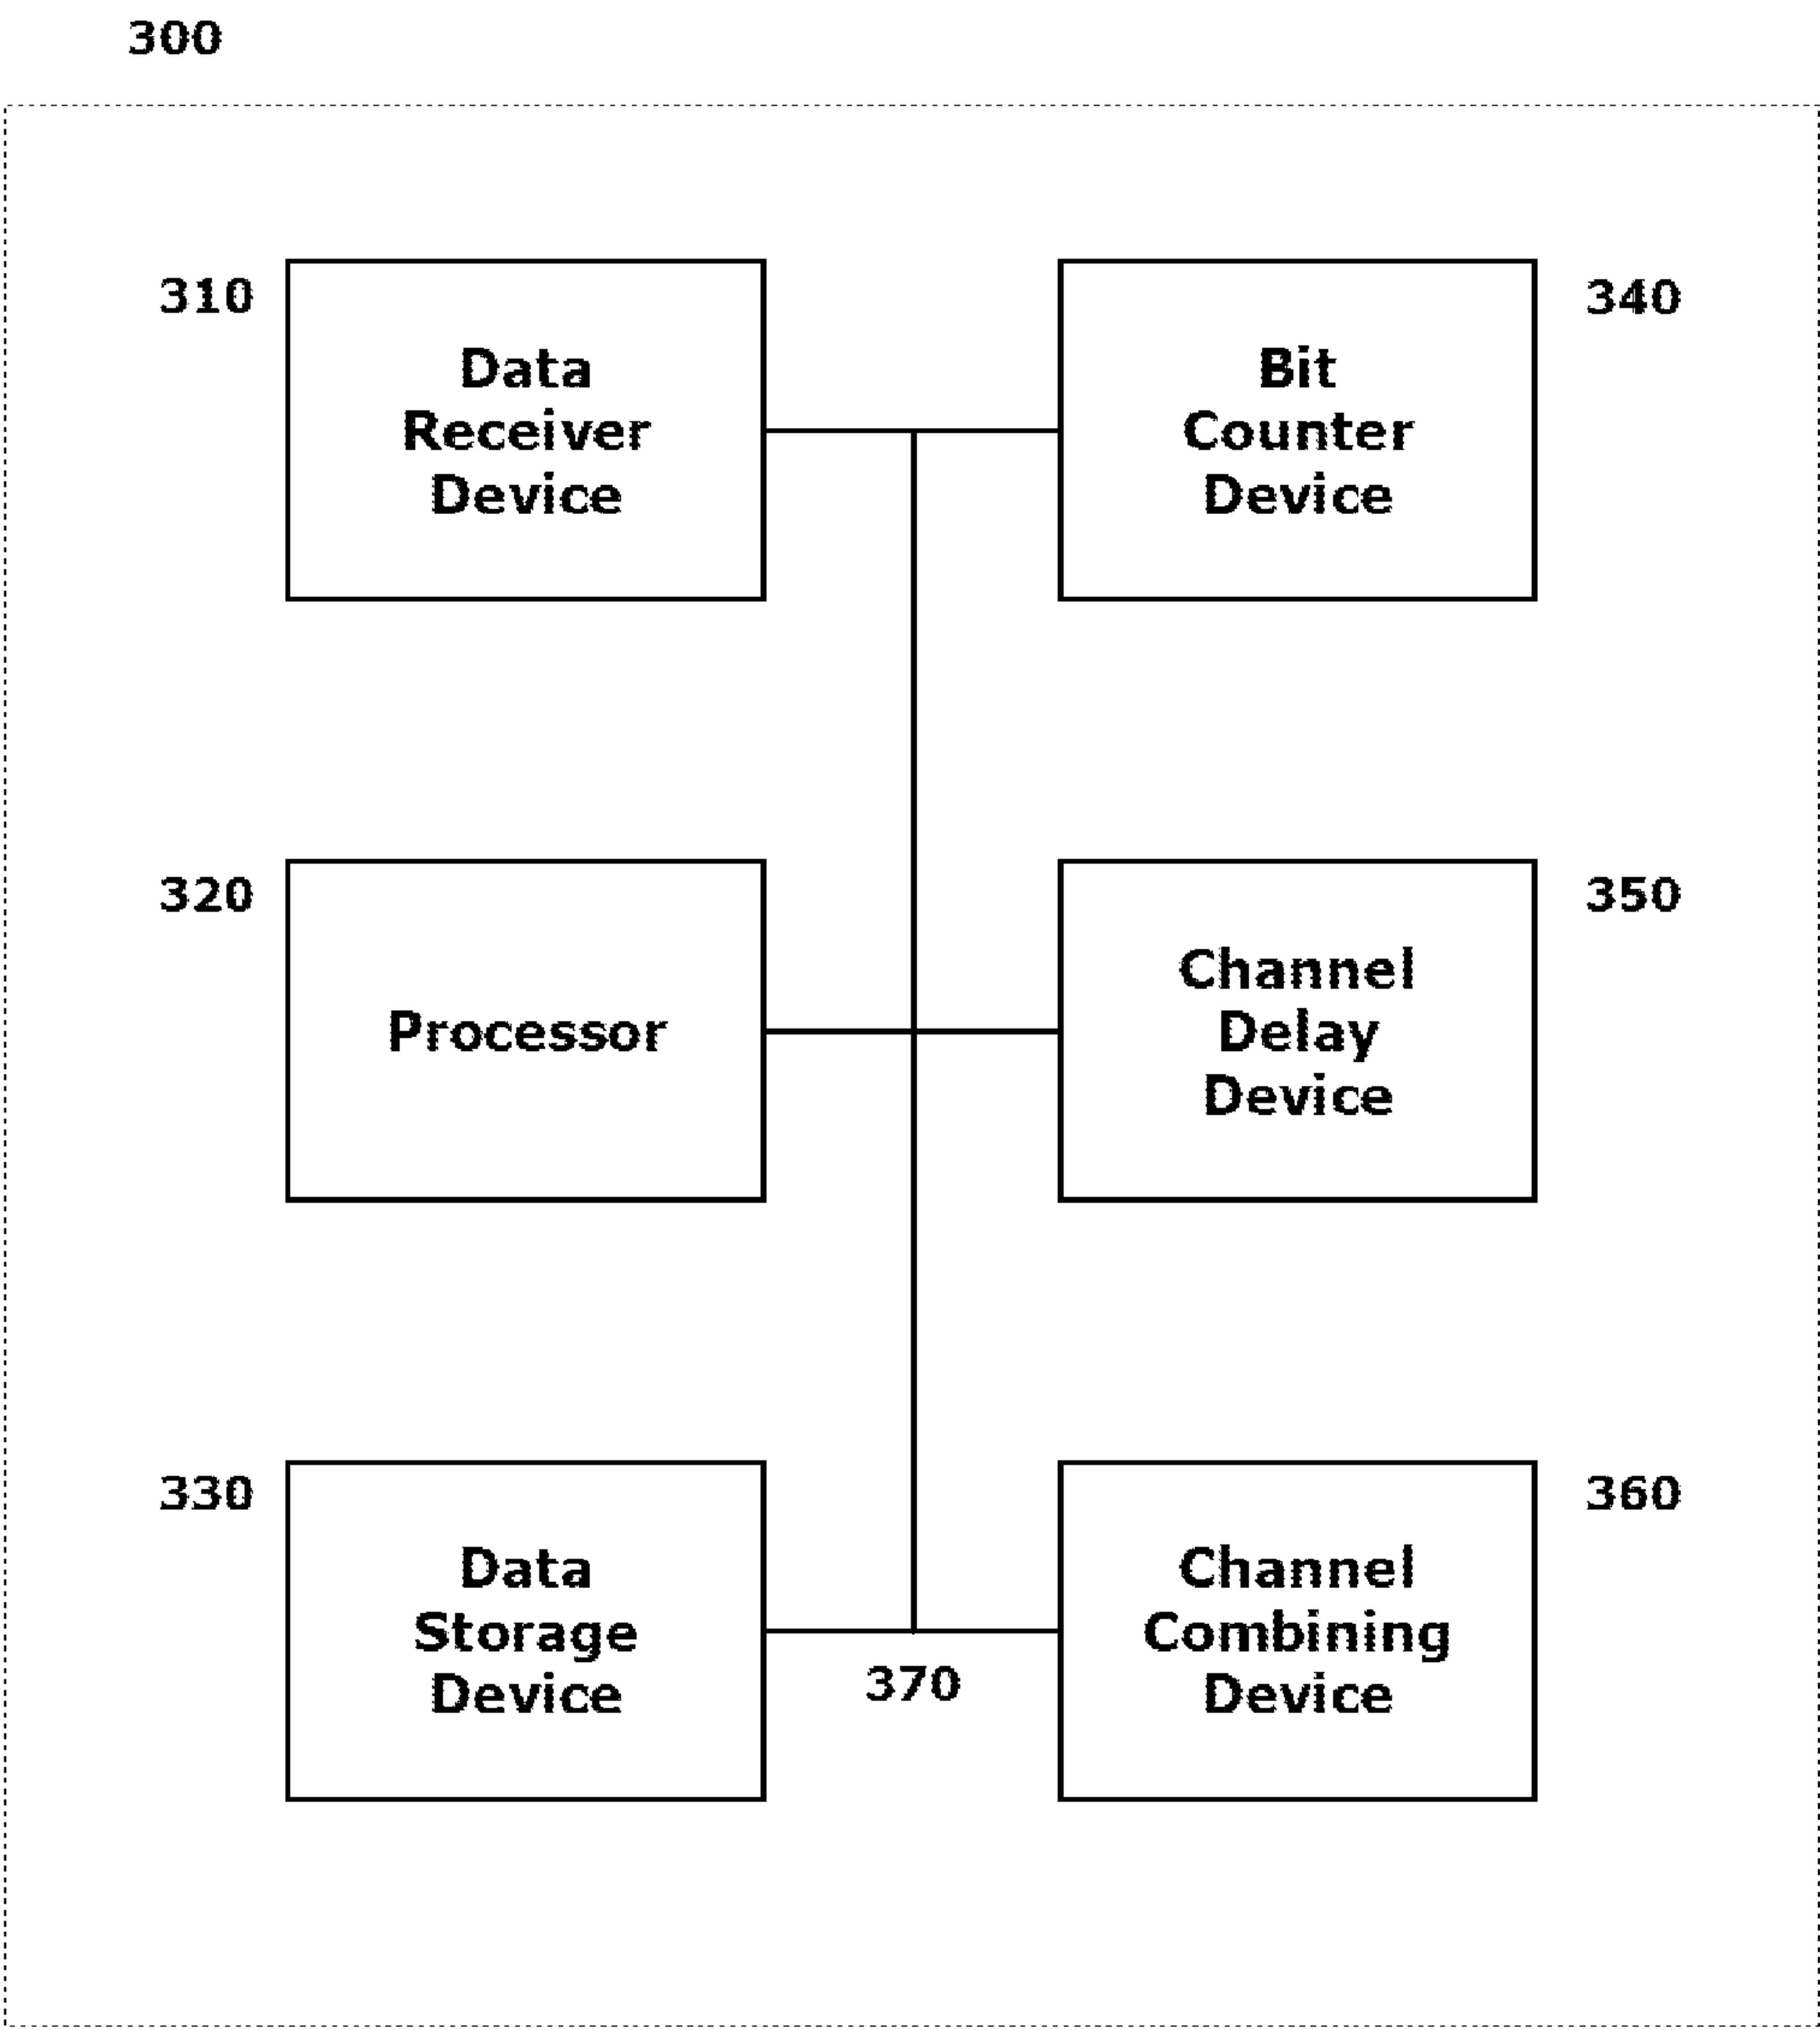 300
310
Data
Receiver
Device
340
Bit
Counter
Device
320
Processor
350
Channel
Delay
Device
330
Data
Storage
Device
360
Channel
Combining
Device
370